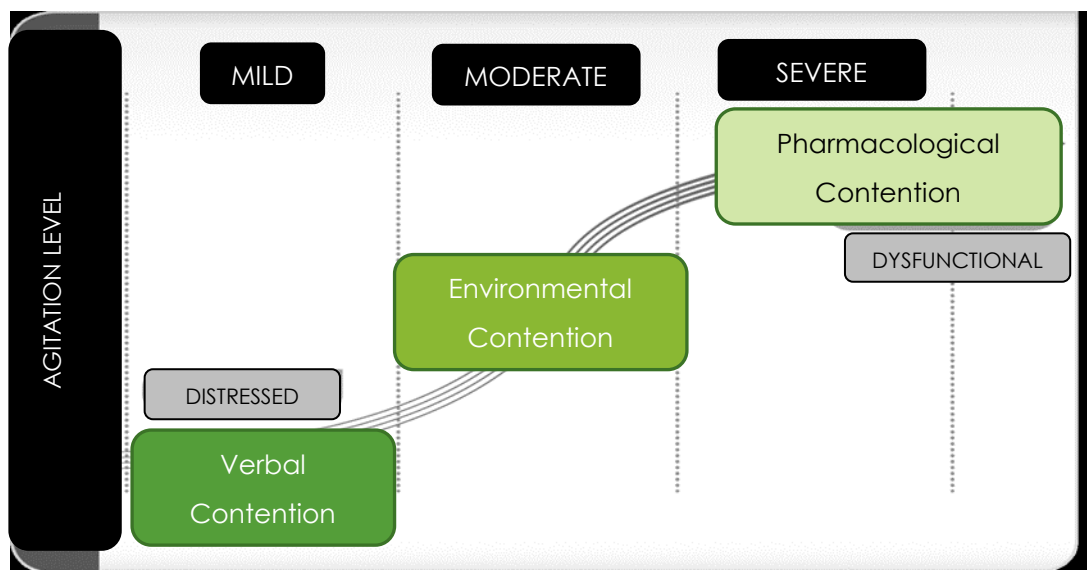 MILD
MODERATE
SEVERE
AGITATION LEVEL
Pharmacological
Contention
DYSFUNCTIONAL
Environmental
Contention
DISTRESSED
Verbal
Contention